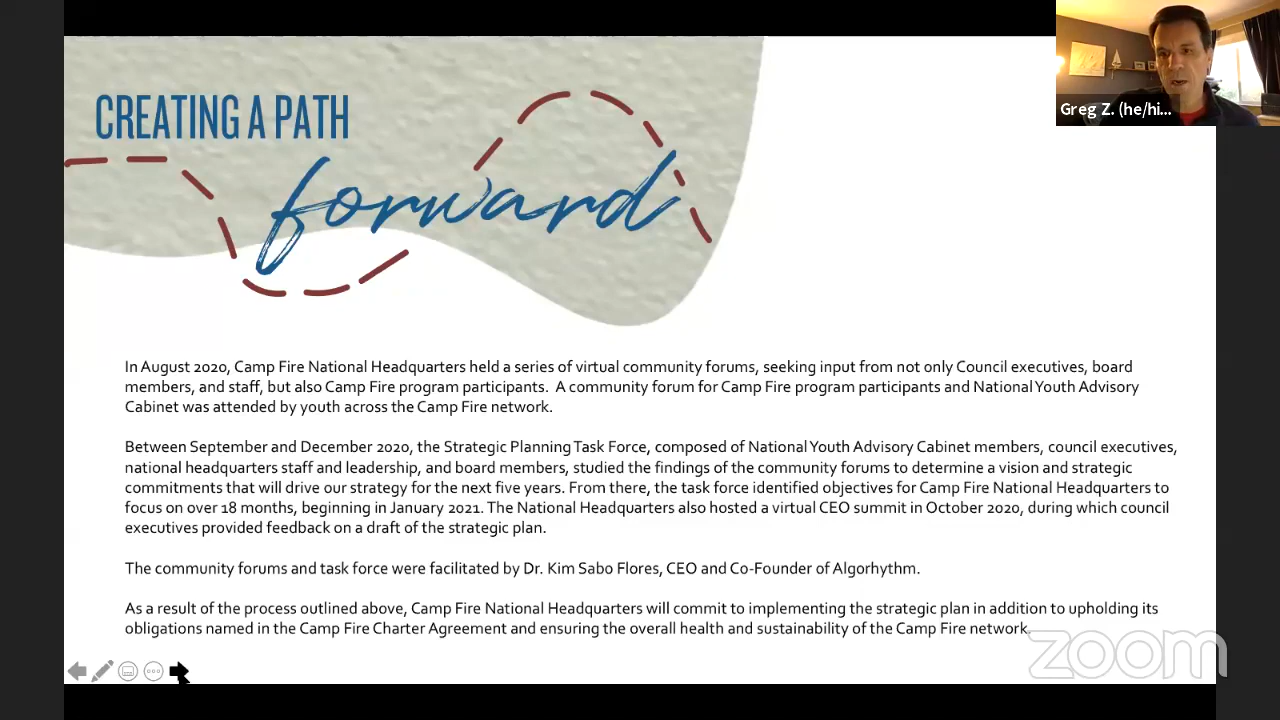 CREATING A PATH
forward
Greg Z. (he/hi...
In August 2020, Camp Fire National Headquarters held a series of virtual community forums, seeking input from not only Council executives, board
members, and staff, but also Camp Fire program participants. A community forum for Camp Fire program participants and National Youth Advisory
Cabinet was attended by youth across the Camp Fire network.
Between September and December 2020, the Strategic Planning Task Force, composed of National Youth Advisory Cabinet members, council executives,
national headquarters staff and leadership, and board members, studied the findings of the community forums to determine a vision and strategic
commitments that will drive our strategy for the next five years. From there, the task force identified objectives for Camp Fire National Headquarters to
focus on over 18 months, beginning in January 2021. The National Headquarters also hosted a virtual CEO summit in October 2020, during which council
executives provided feedback on a draft of the strategic plan.
The community forums and task force were facilitated by Dr. Kim Sabo Flores, CEO and Co-Founder of Algorhythm.
As a result of the process outlined above, Camp Fire National Headquarters will commit to implementing the strategic plan in addition to upholding its
obligations named in the Camp Fire Charter Agreement and ensuring the overall health and sustainability of the Camp Fire network.
zoom